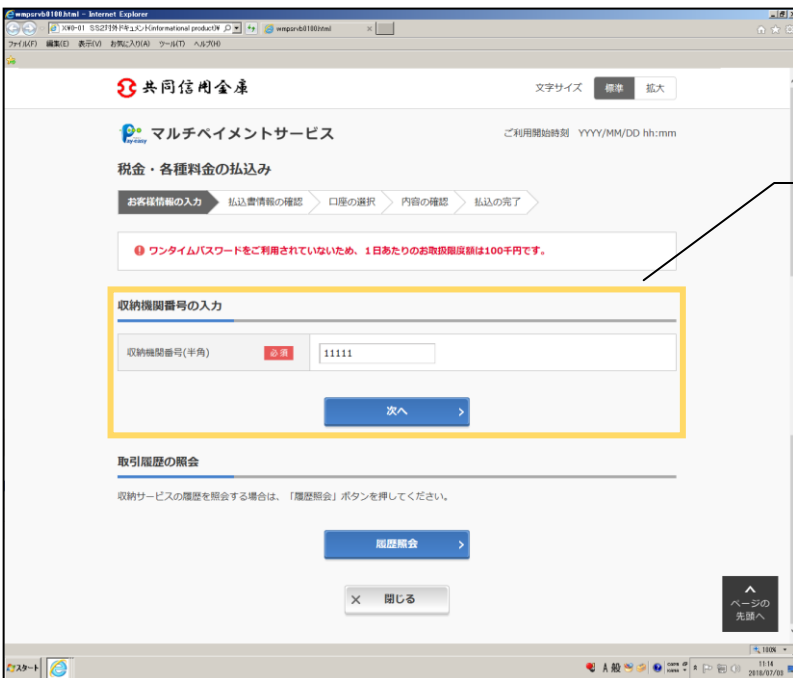 wmpsrvb0108.html - Internet Explorer
wmpsrvb0108html
ファイル(F) 編集(E) 表示(V) お気に入り(A) ツール(T) ヘルプ(H)
共同信用金庫
文字サイズ 標準 拡大
Pay-easy マルチペイメントサービス
ご利用開始時刻 YYYY/MM/DD hh:mm
税金・各種料金の払込み
お客様情報の入力 払込書情報の確認 口座の選択 内容の確認 払込の完了
ワンタイムパスワードをご利用されていないため、1日あたりのお取扱限度額は100千円です。
収納機関番号の入力
収納機関番号(半角) 必須 11111
次へ
取引履歴の照会
収納サービスの履歴を照会する場合は、「履歴照会」ボタンを押してください。
履歴照会
× 閉じる
ページの
先頭へ
100%
スタート
A 般
11:14